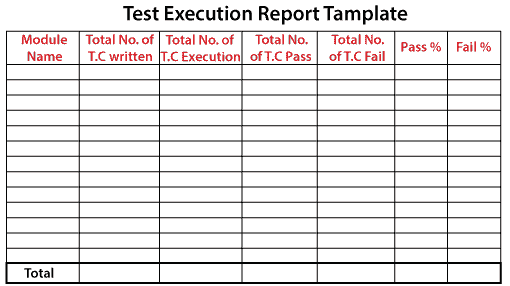 Test Execution Report Tamplate
Module Name
Total No. of T.C written
Total No. of T.C Execution
Total No. of T.C Pass
Total No. of T.C Fail
Pass %
Fail %
Total